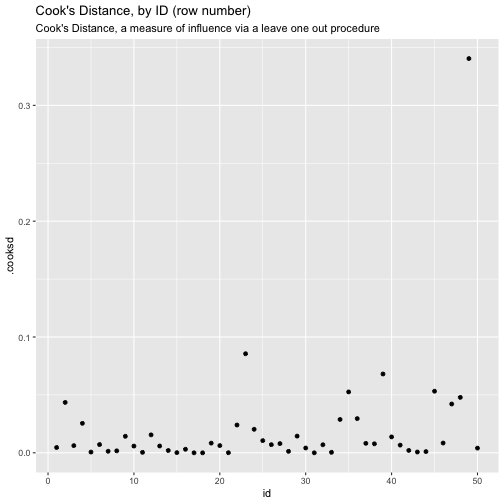 Cook's Distance, by ID (row number)
Cook's Distance, a measure of influence via a leave one out procedure
.cooksd
0.3
0.2
0.1
0.0
0 10 20 30 40 50
id